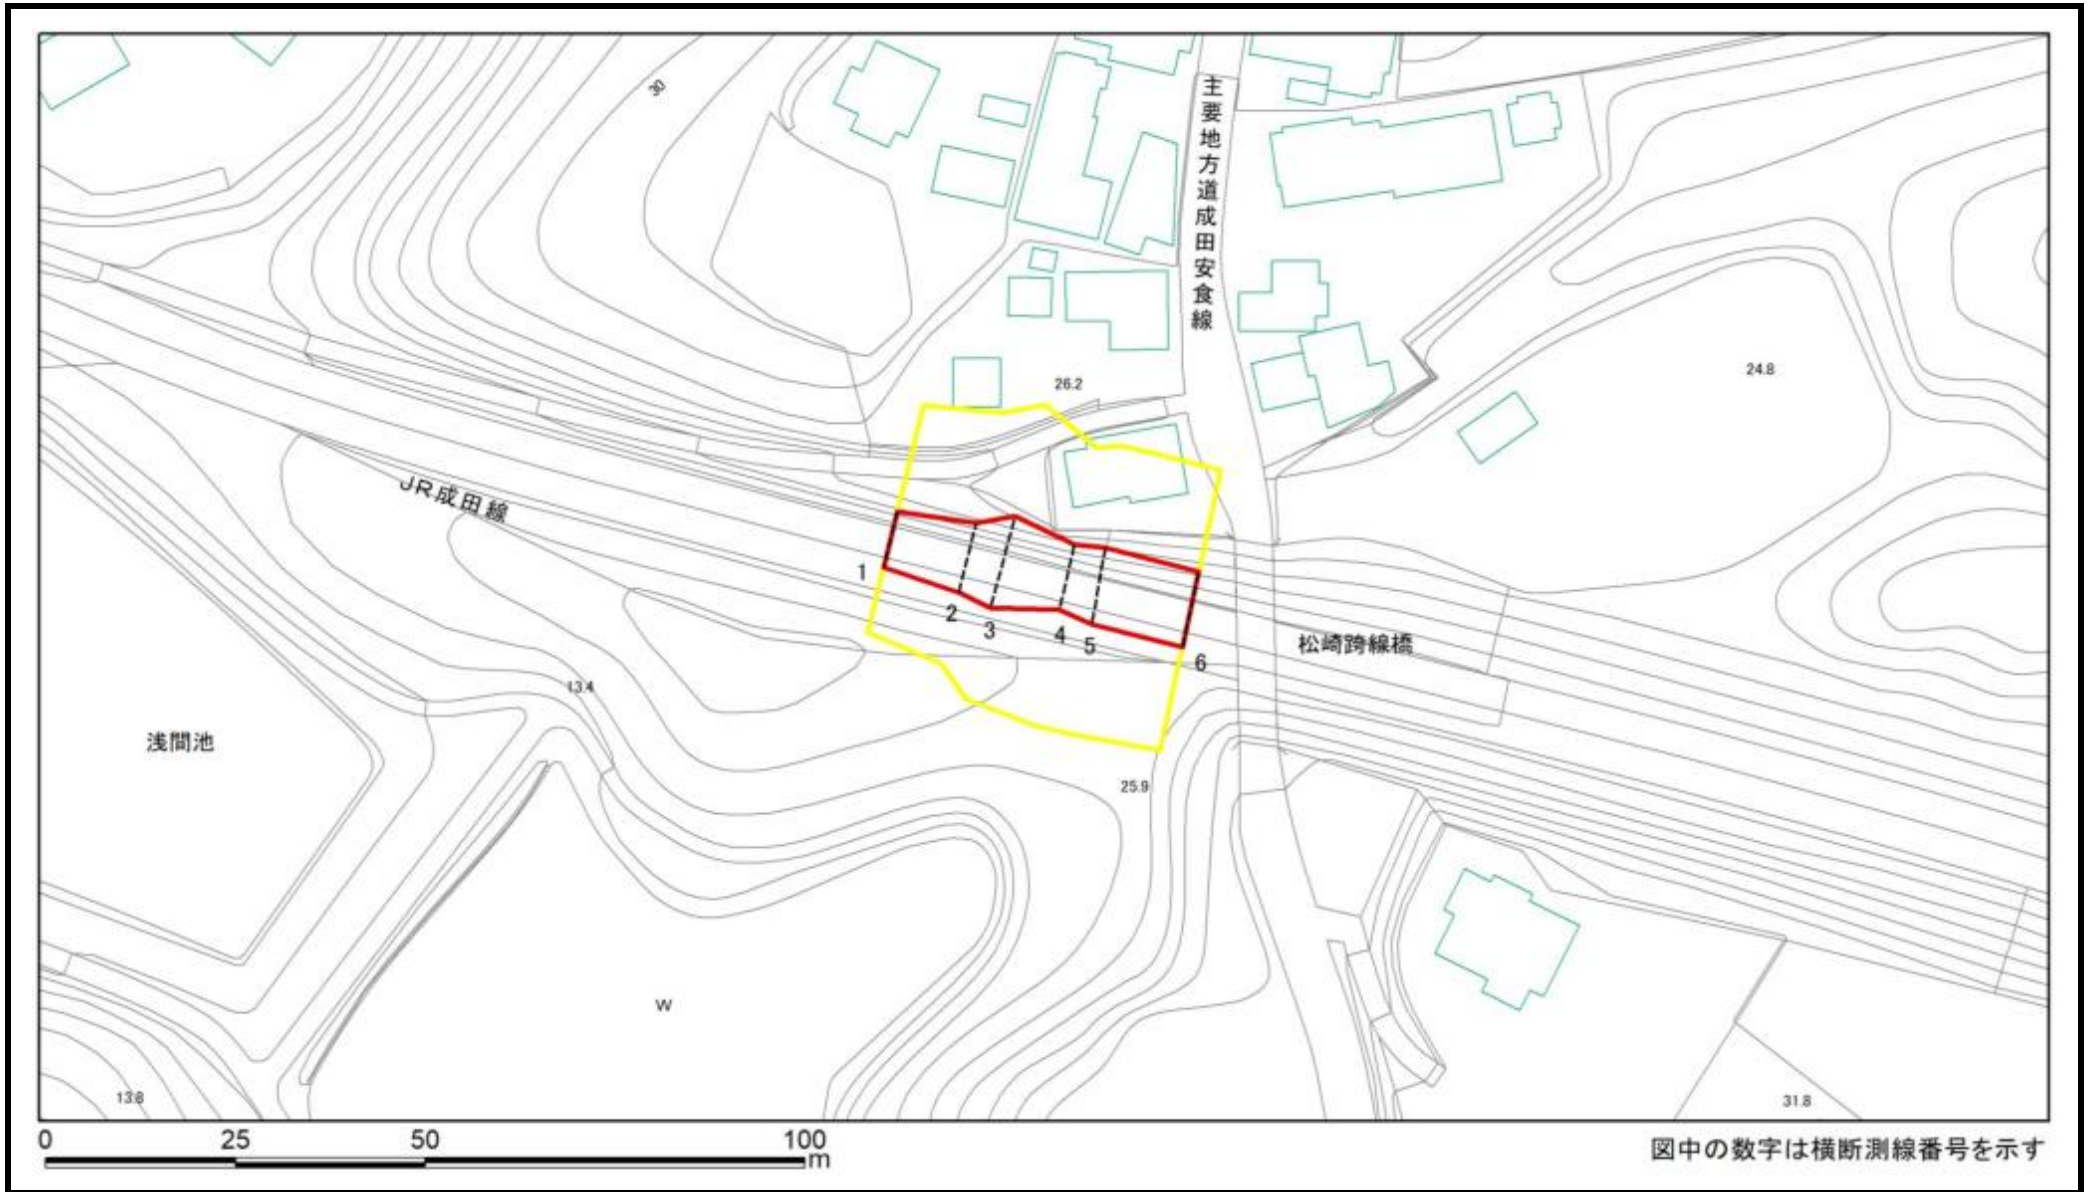 30
主要地方道成田安食線
24.8
26.2
JR成田線
1
2
3
4
5
6
松崎跨線橋
13.4
浅間池
25.9
W
13.8
31.8
0 25 50 100
m
図中の数字は横断測線番号を示す